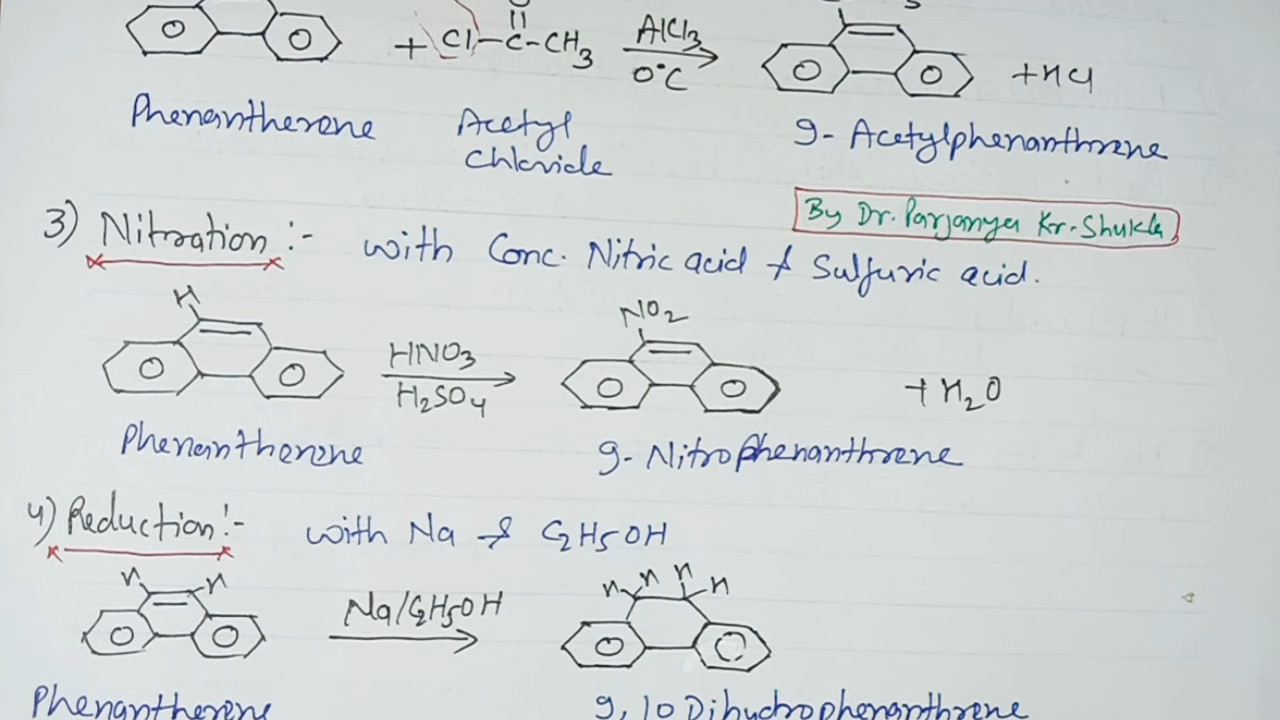 + Cl-C-CH3 AlCl3 0°C + HCl
Phenantherene Acetyl Chloride 9- Acetylphenanthrene
By Dr. Parjanya Kr. Shukla
3) Nitration :- with Conc. Nitric acid & Sulfuric acid.
H NO2
HNO3
H2SO4 + H2O
Phenantherene 9- Nitrophenanthrene
4) Reduction :- with Na & C2H5OH
H H H H H H
Na/C2H5OH
Phenantherene 9, 10 Dihydrophenanthrene